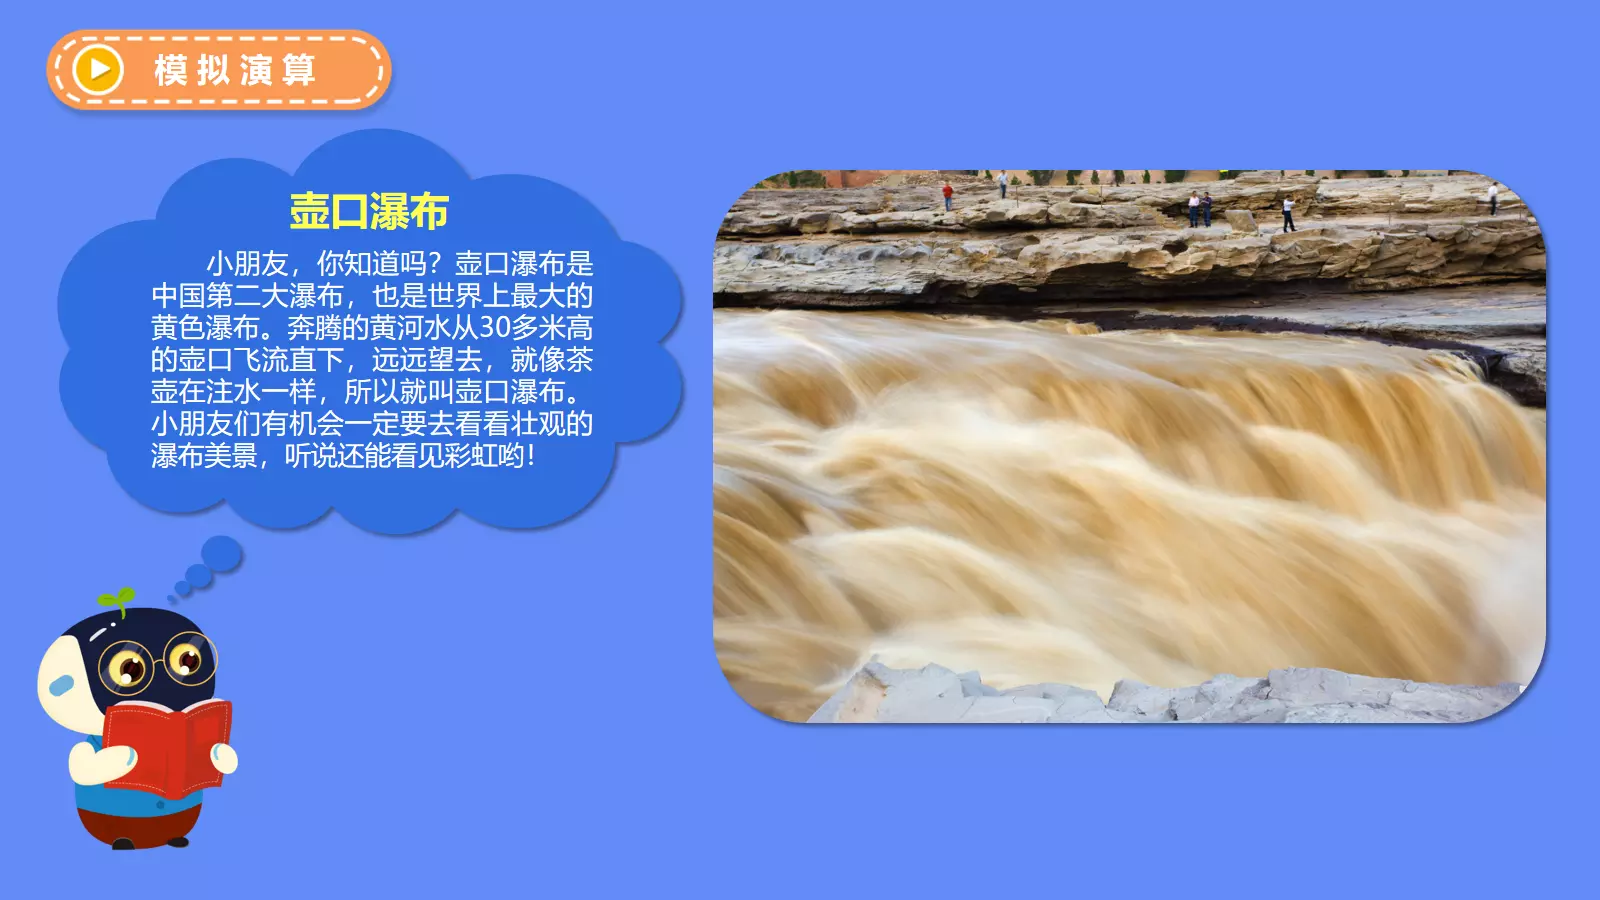 模拟演算
壶口瀑布
小朋友，你知道吗？壶口瀑布是
中国第二大瀑布，也是世界上最大的
黄色瀑布。奔腾的黄河水从30多米高
的壶口飞流直下，远远望去，就像茶
壶在注水一样，所以就叫壶口瀑布。
小朋友们有机会一定要去看看壮观的
瀑布美景，听说还能看见彩虹哟！